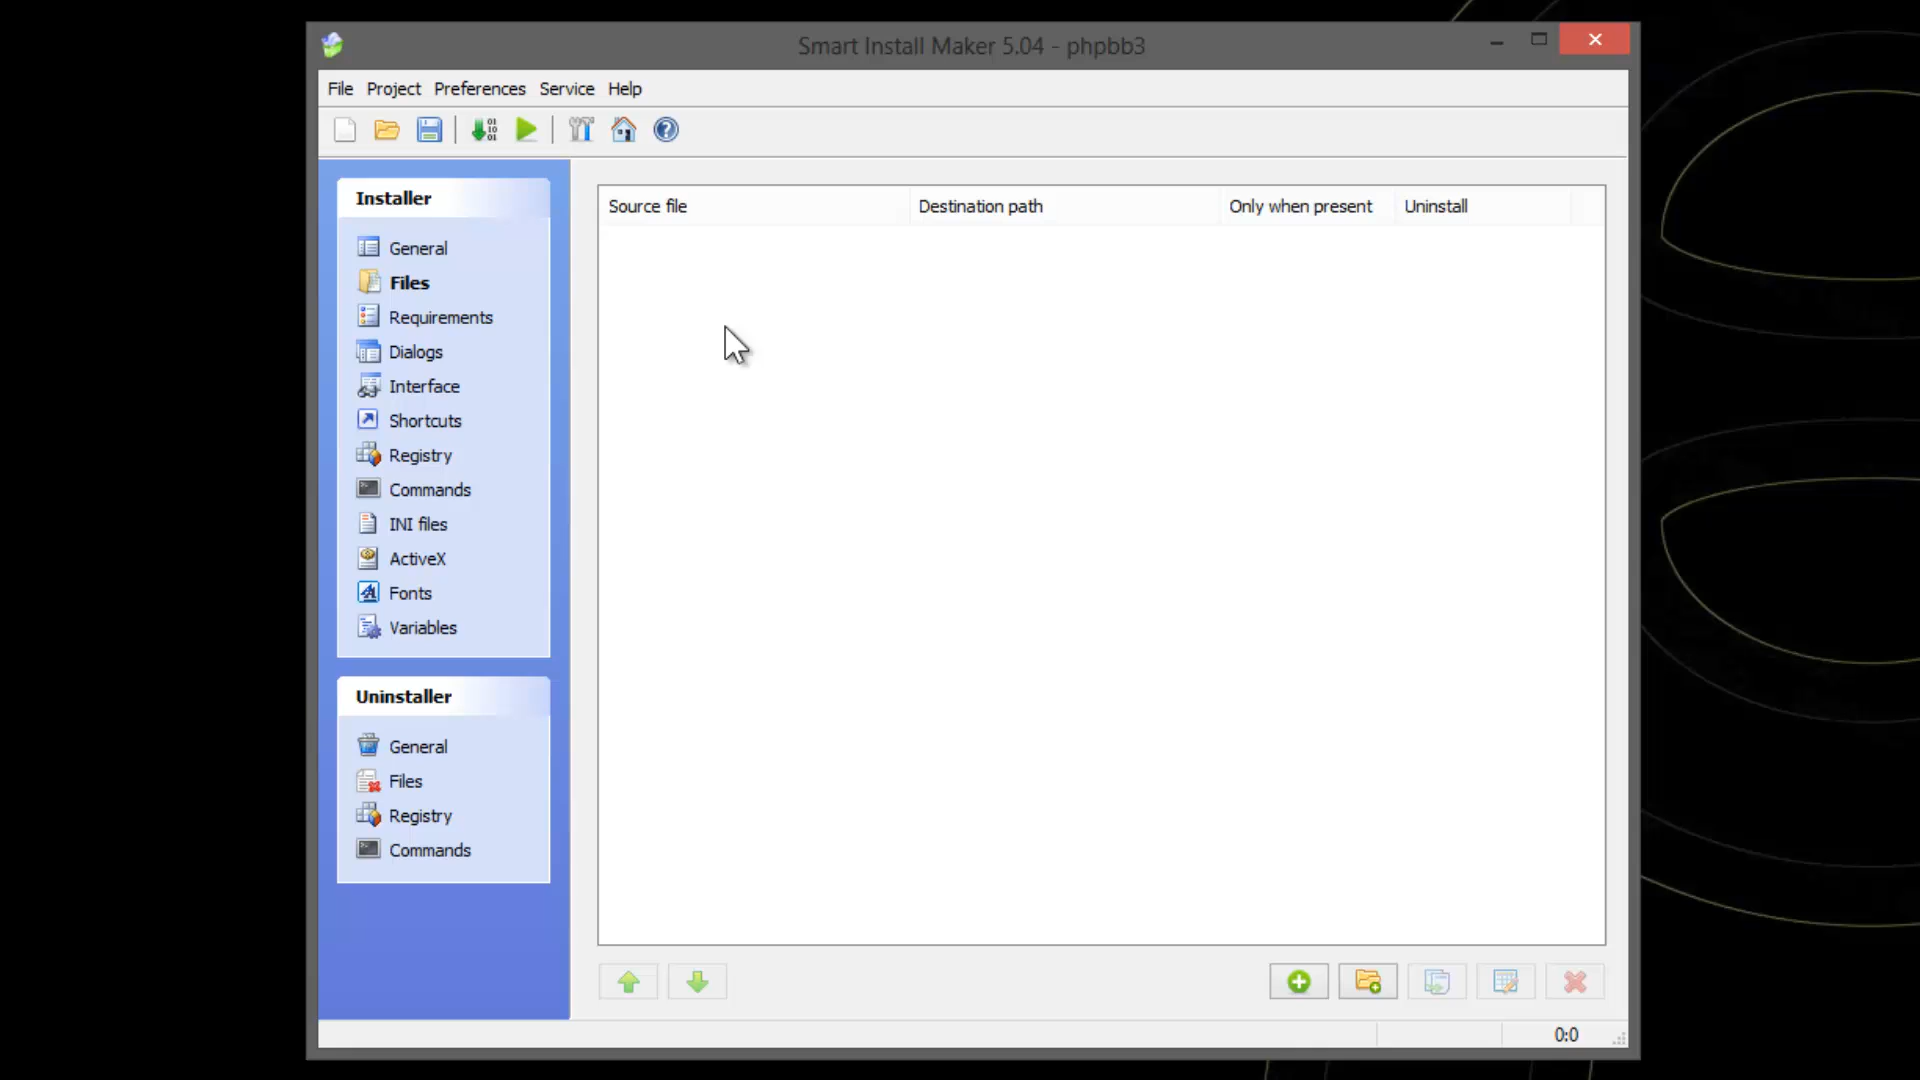 Smart Install Maker 5.04 - phpbb3
File Project Preferences Service Help
Installer
General
Files
Requirements
Dialogs
Interface
Shortcuts
Registry
Commands
INI files
ActiveX
Fonts
Variables
Uninstaller
General
Files
Registry
Commands
Source file Destination path Only when present Uninstall
0:0